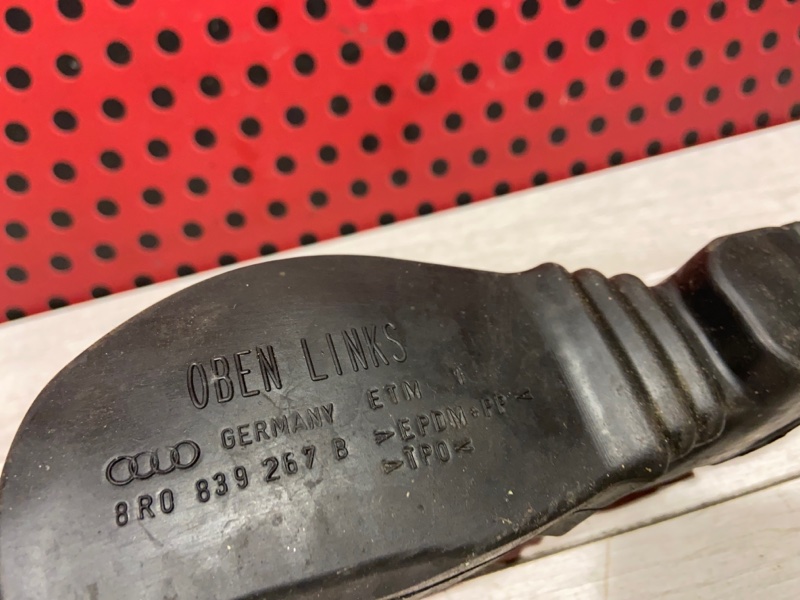 OBEN LINKS
GERMANY ETM
8R0 839 267 B
>EPDM+PP<
>TPO<